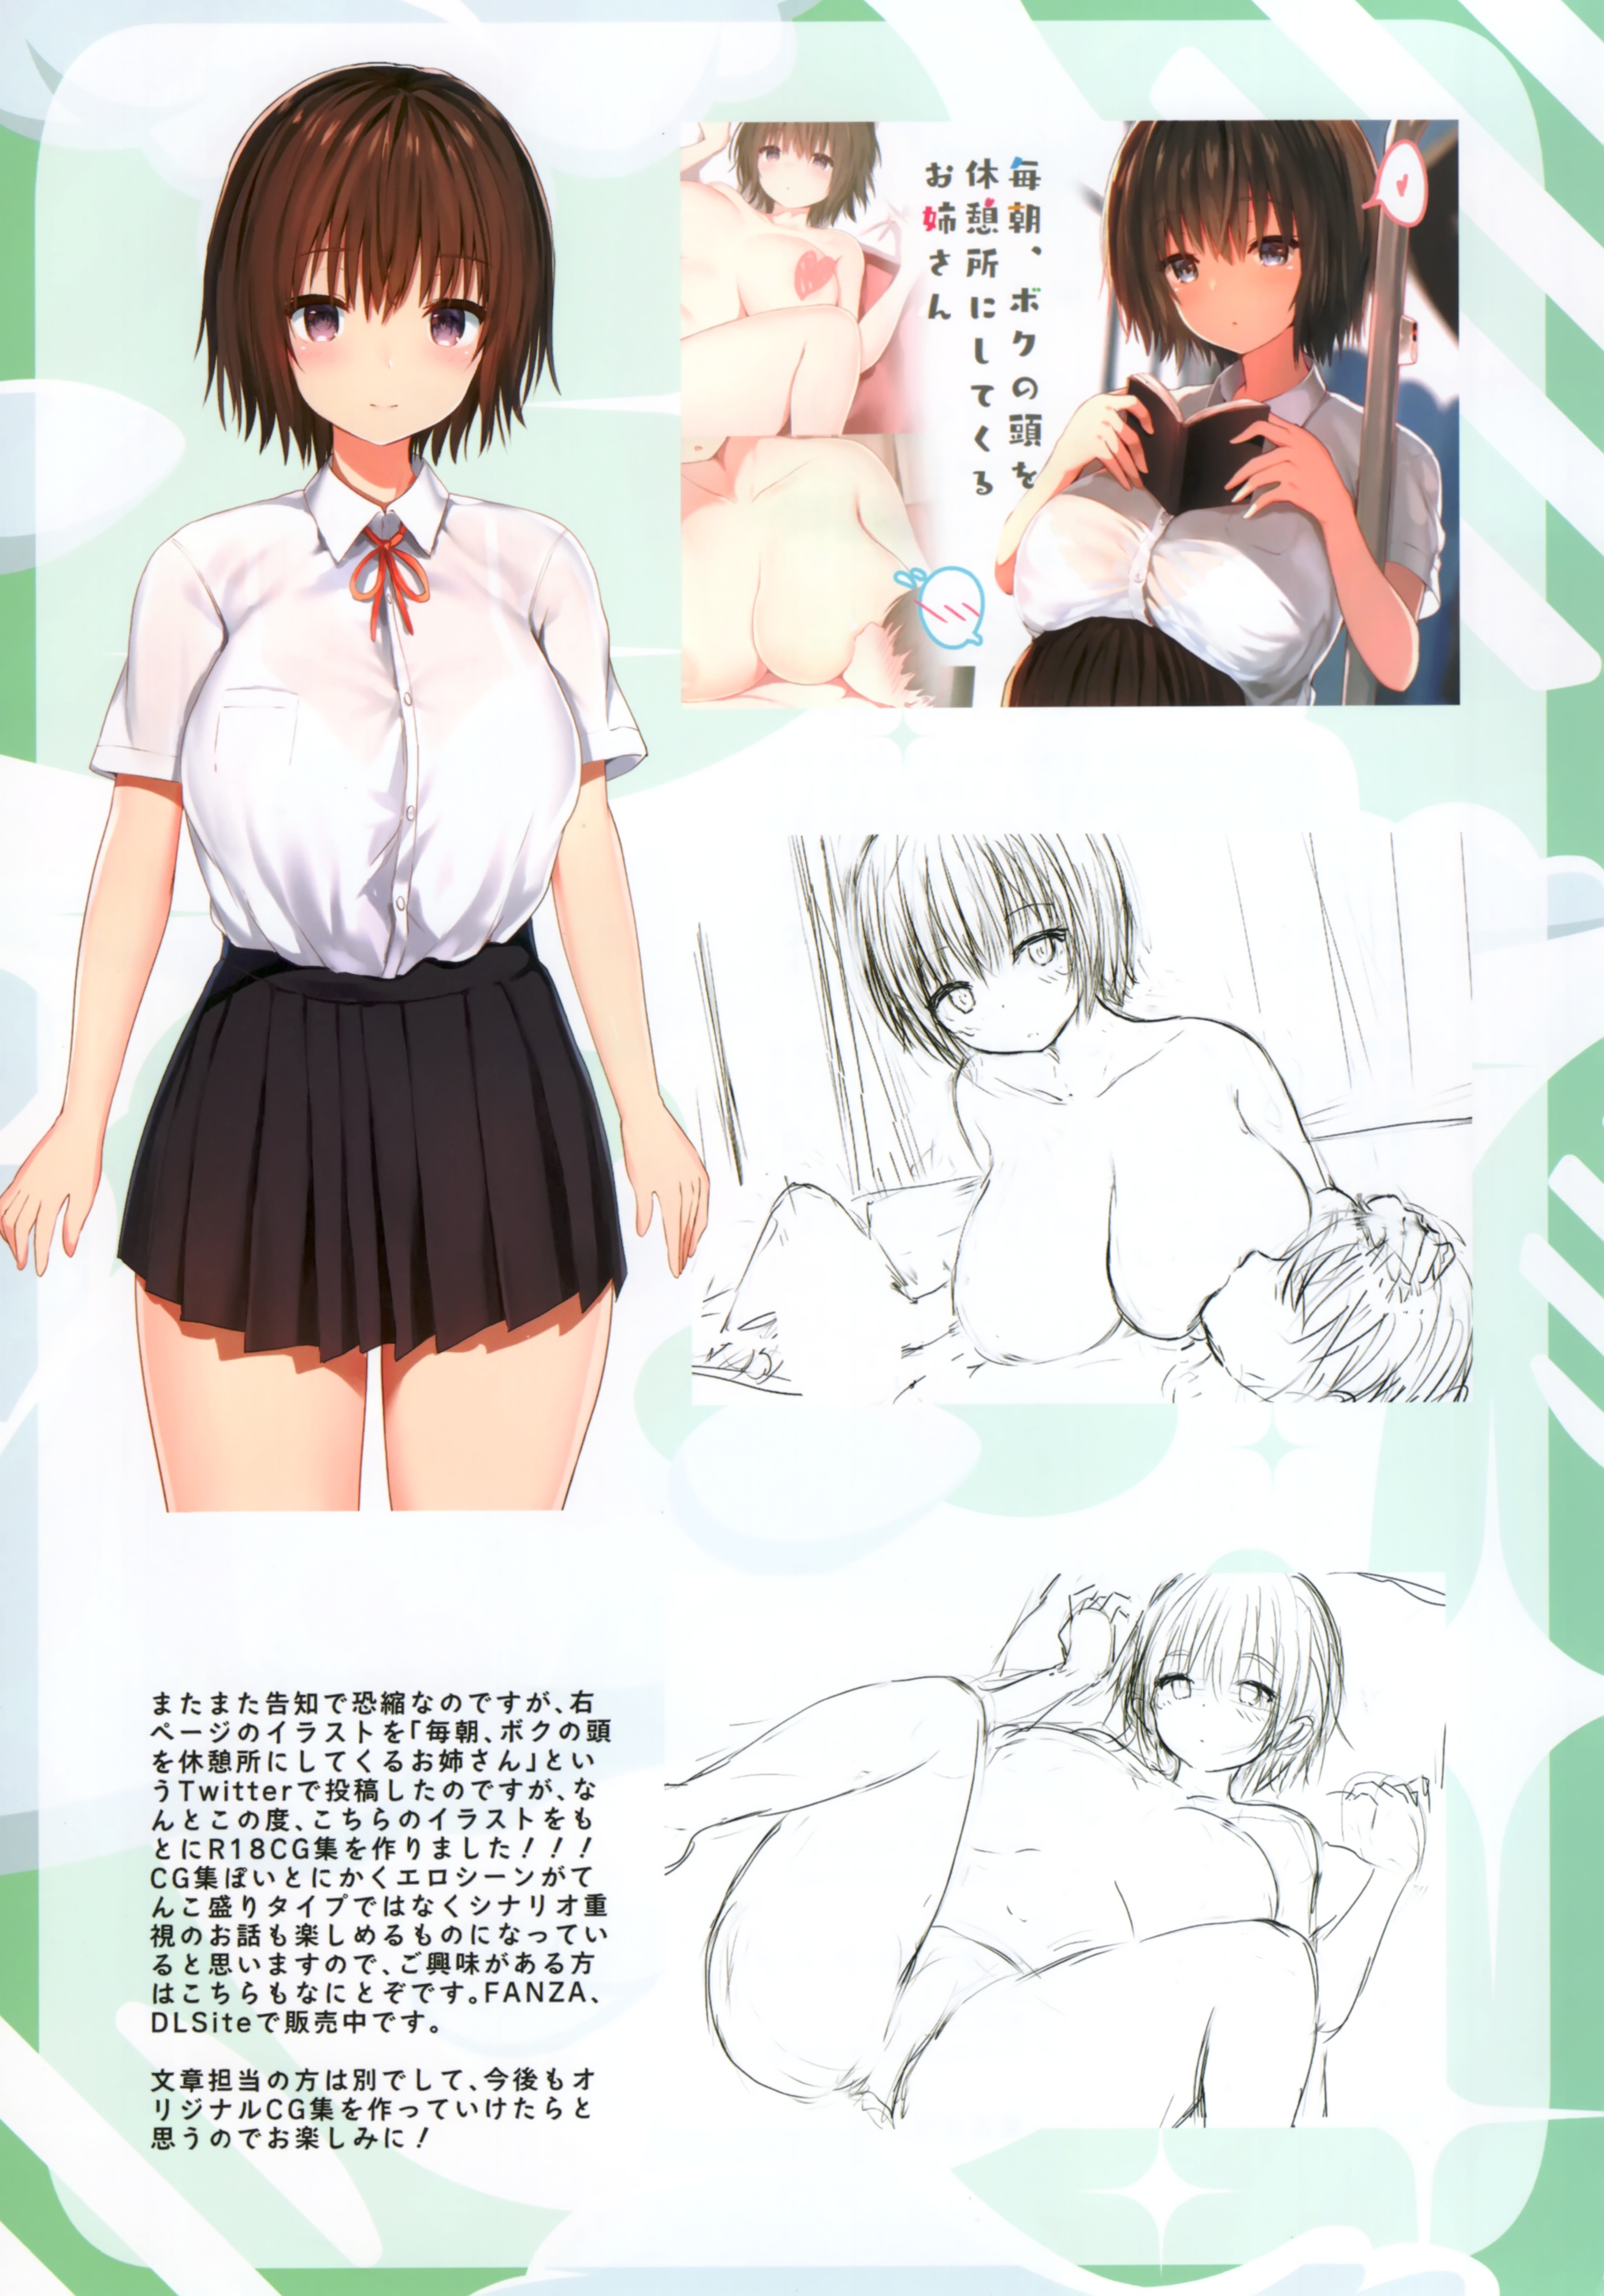 毎朝、ボクの頭を
休憩所にしてくる
お姉さん
またまた告知で恐縮なのですが、右
ページのイラストを「毎朝、ボクの頭
を休憩所にしてくるお姉さん」とい
うTwitterで投稿したのですが、な
んとこの度、こちらのイラストをも
とにR18CG集を作りました！！！
CG集ぽいとにかくエロシーンがて
んこ盛りタイプではなくシナリオ重
視のお話も楽しめるものになってい
ると思いますので、ご興味がある方
はこちらもなにとぞです。FANZA、
DLSiteで販売中です。
文章担当の方は別でして、今後もオ
リジナルCG集を作っていけたらと
思うのでお楽しみに！